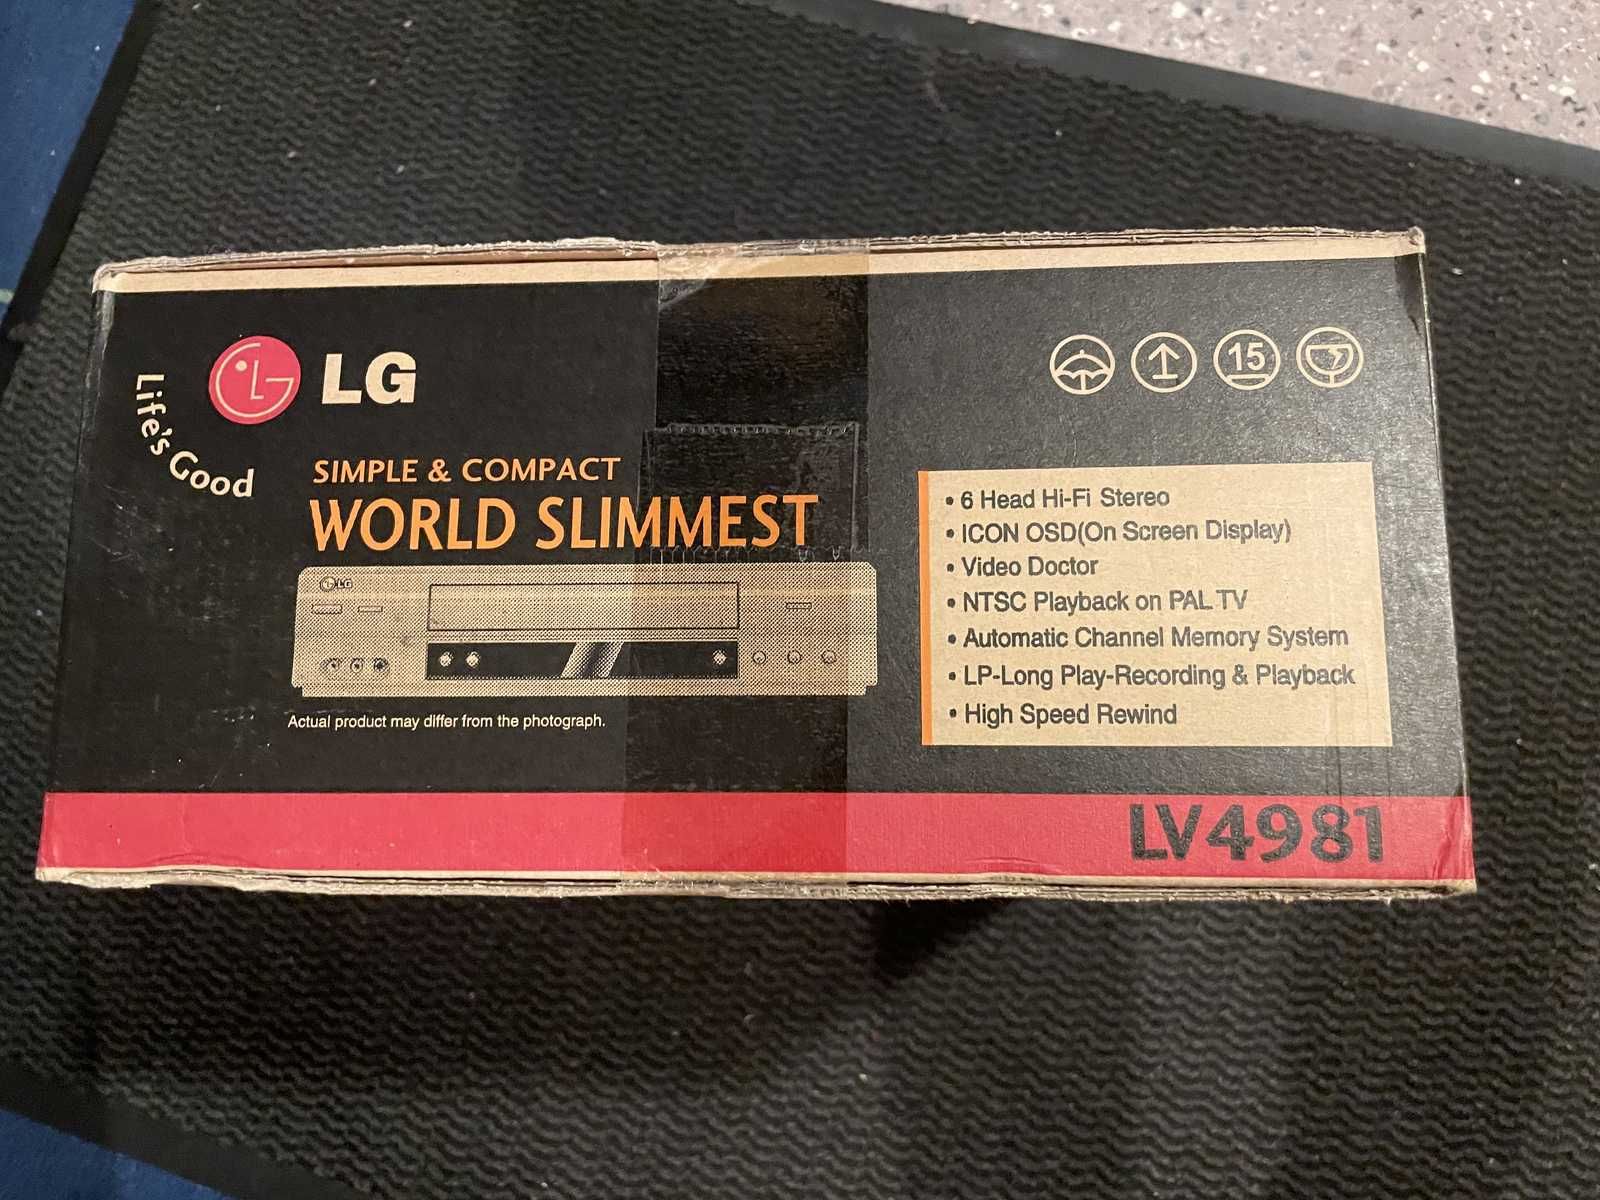 LG
Life's Good
SIMPLE & COMPACT
WORLD SLIMMEST
LG
Actual product may differ from the photograph.
15
• 6 Head Hi-Fi Stereo
• ICON OSD(On Screen Display)
• Video Doctor
• NTSC Playback on PAL TV
• Automatic Channel Memory System
• LP-Long Play-Recording & Playback
• High Speed Rewind
LV4981